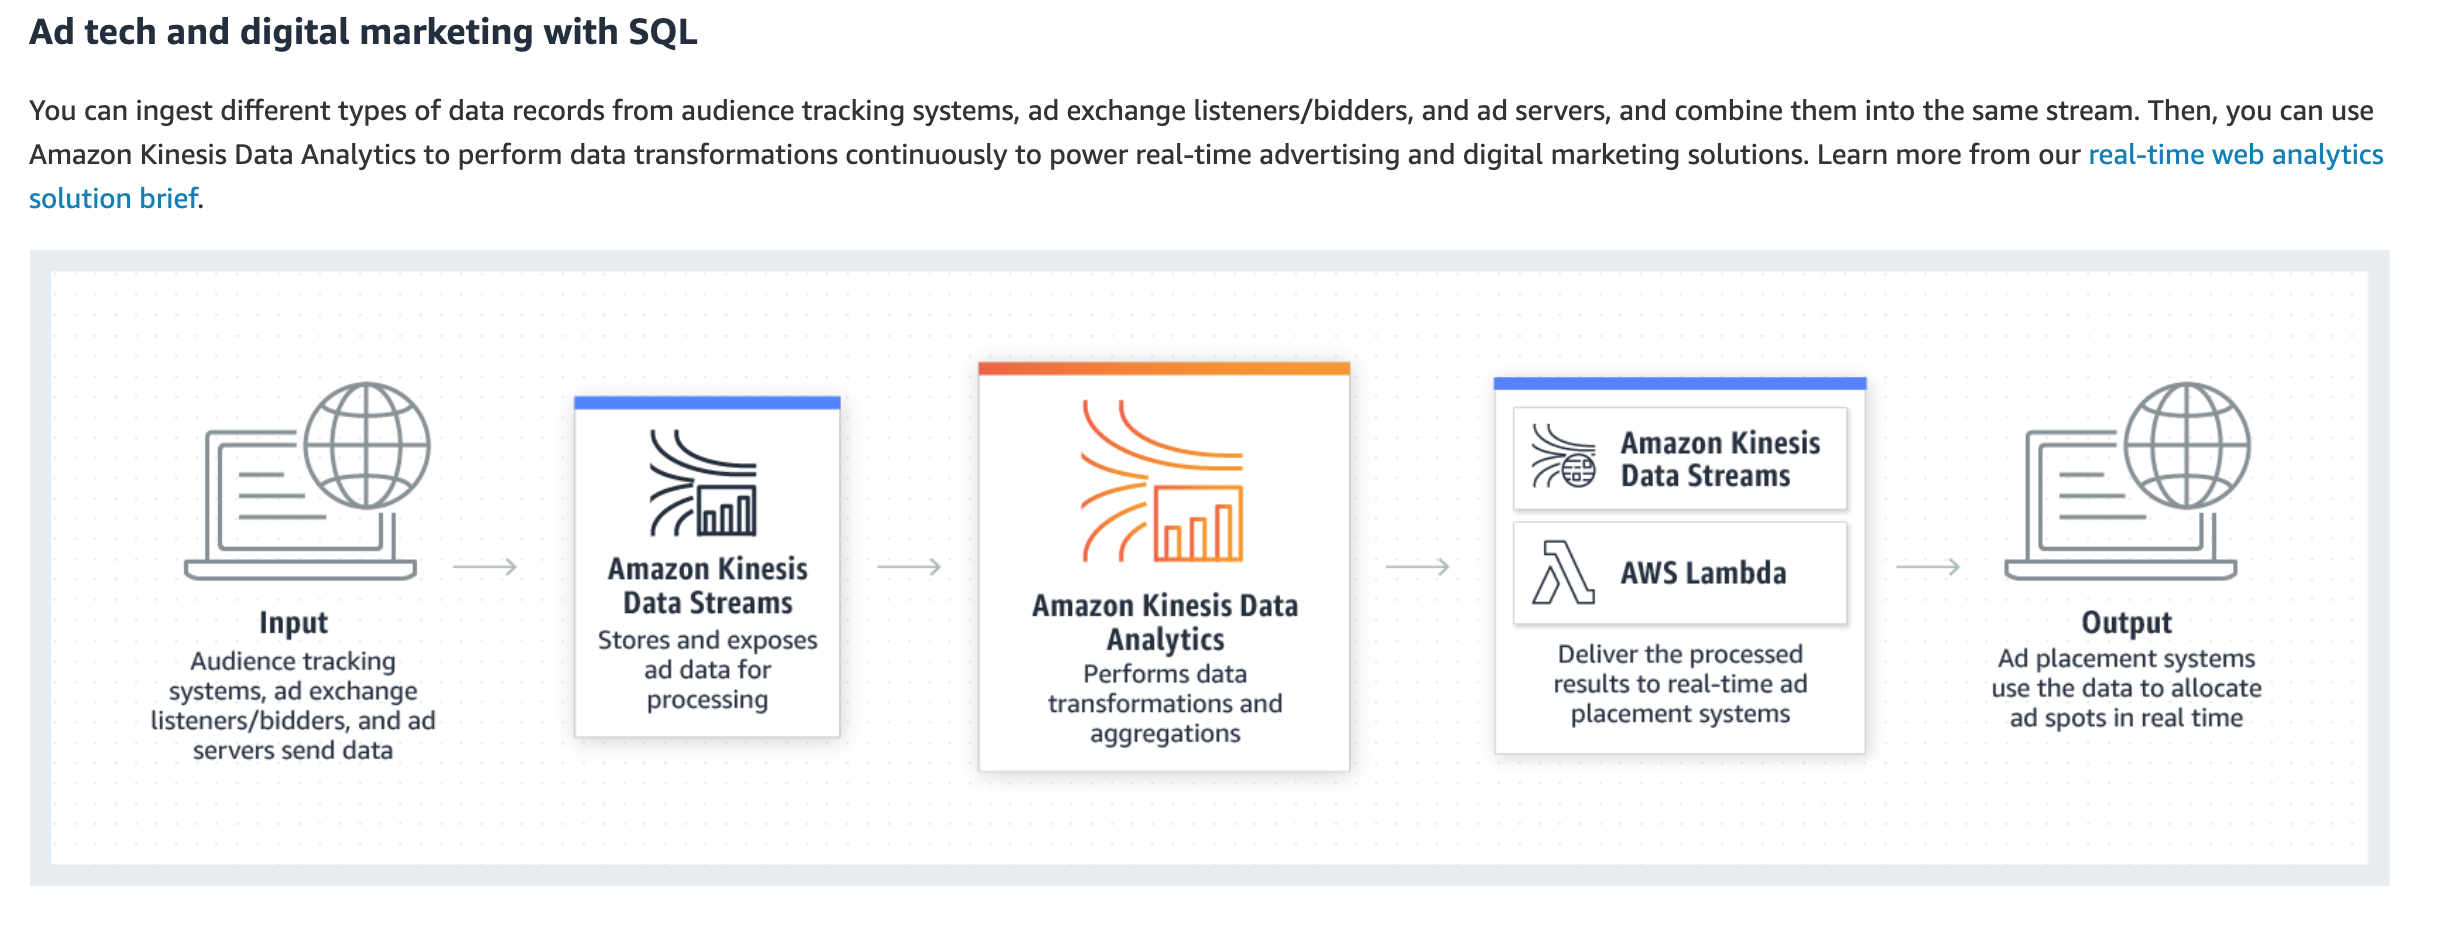 Ad tech and digital marketing with SQL
You can ingest different types of data records from audience tracking systems, ad exchange listeners/bidders, and ad servers, and combine them into the same stream. Then, you can use
Amazon Kinesis Data Analytics to perform data transformations continuously to power real-time advertising and digital marketing solutions. Learn more from our real-time web analytics
solution brief.
Input
Audience tracking
systems, ad exchange
listeners/bidders, and ad
servers send data
Amazon Kinesis
Data Streams
Stores and exposes
ad data for
processing
Amazon Kinesis Data
Analytics
Performs data
transformations and
aggregations
Amazon Kinesis
Data Streams
AWS Lambda
Deliver the processed
results to real-time ad
placement systems
Output
Ad placement systems
use the data to allocate
ad spots in real time